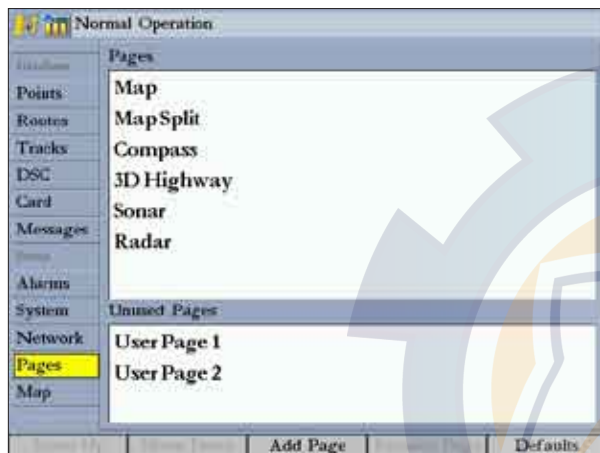 Normal Operation
Pages
Points
Routes
Tracks
DSC
Card
Messages
Alarms
System
Network
Pages
Map
Map
Map Split
Compass
3D Highway
Sonar
Radar
Unused Pages
User Page 1
User Page 2
Add Page
Defaults